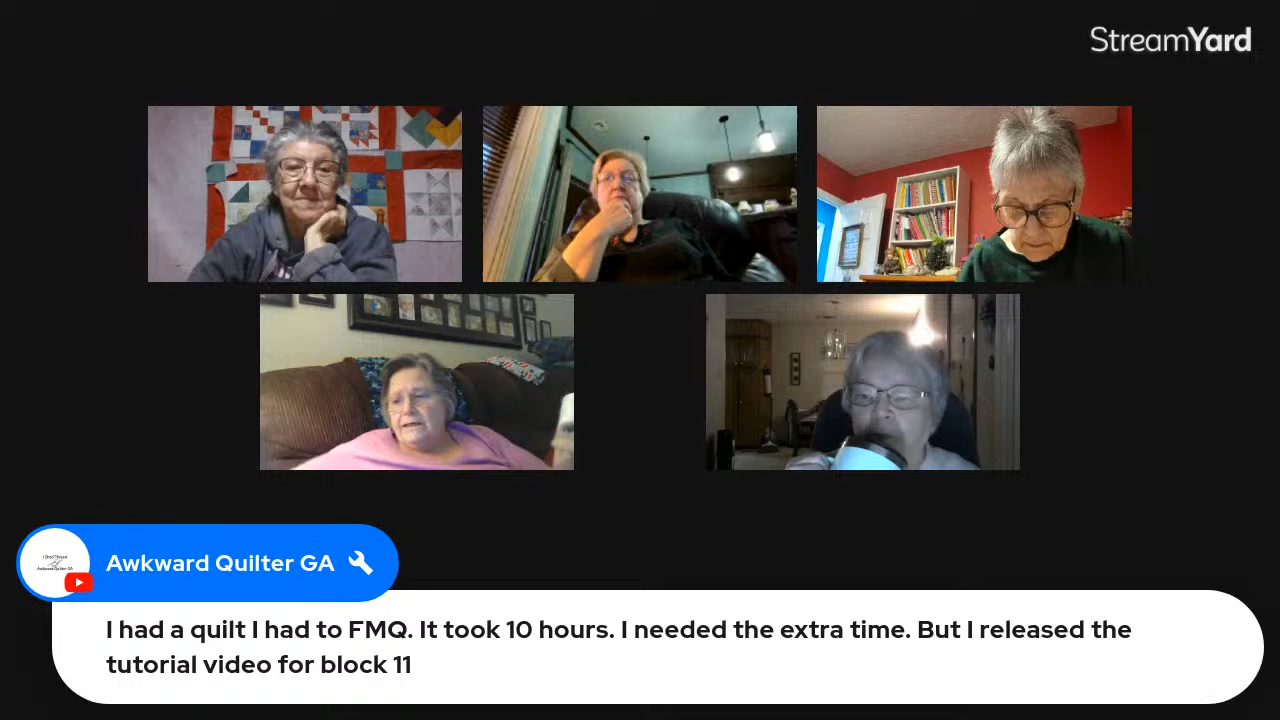 StreamYard
Awkward Quilter GA
I had a quilt I had to FMQ. It took 10 hours. I needed the extra time. But I released the
tutorial video for block 11